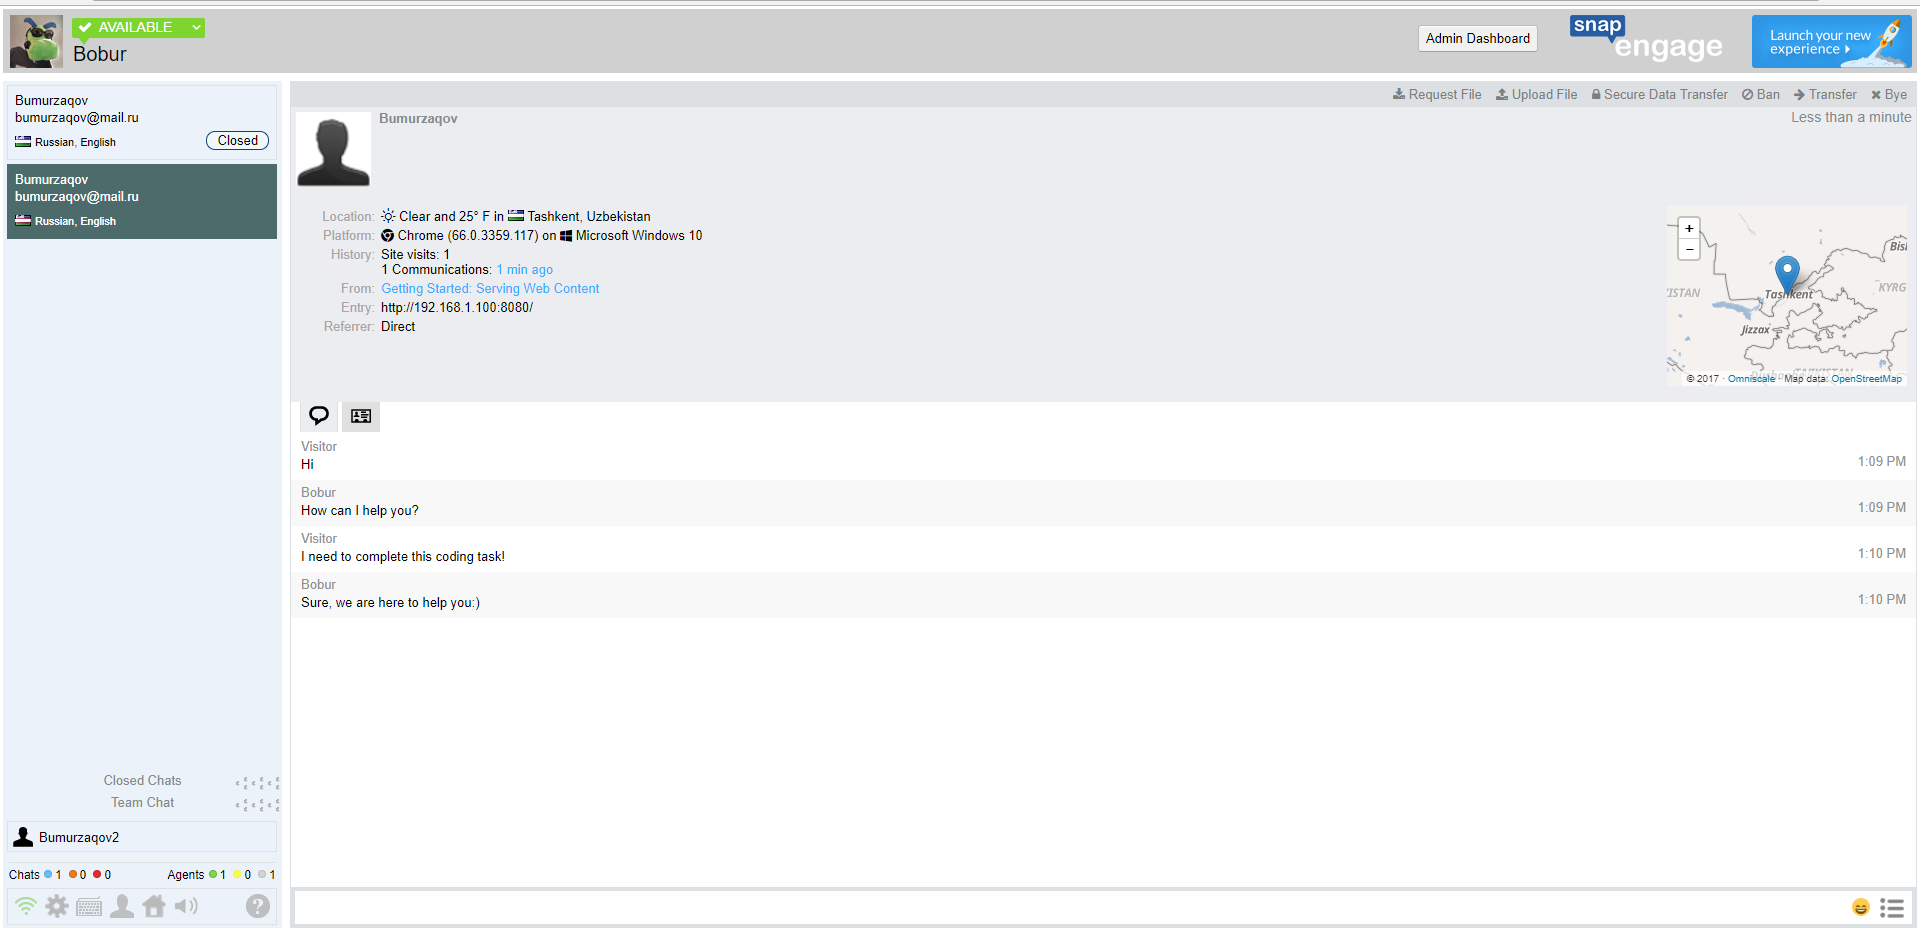 AVAILABLE
Bobur
Admin Dashboard
snap
engage
Launch your new
experience
Bumurzaqov
bumurzaqov@mail.ru
Russian, English
Closed
Bumurzaqov
bumurzaqov@mail.ru
Russian, English
Closed Chats
Team Chat
Bumurzaqov2
Chats 1 0 0 Agents 1 0 1
?
Request File Upload File Secure Data Transfer Ban Transfer Bye
Bumurzaqov
Less than a minute
Location: Clear and 25° F in Tashkent, Uzbekistan
Platform: Chrome (66.0.3359.117) on Microsoft Windows 10
History: Site visits: 1
1 Communications: 1 min ago
From: Getting Started: Serving Web Content
Entry: http://192.168.1.100:8080/
Referrer: Direct
+
−
Bis
KISTAN
Tashkent
KYRG
Jizzax
© 2017 · Omniscale · Map data: OpenStreetMap
Visitor
Hi
1:09 PM
Bobur
How can I help you?
1:09 PM
Visitor
I need to complete this coding task!
1:10 PM
Bobur
Sure, we are here to help you:)
1:10 PM